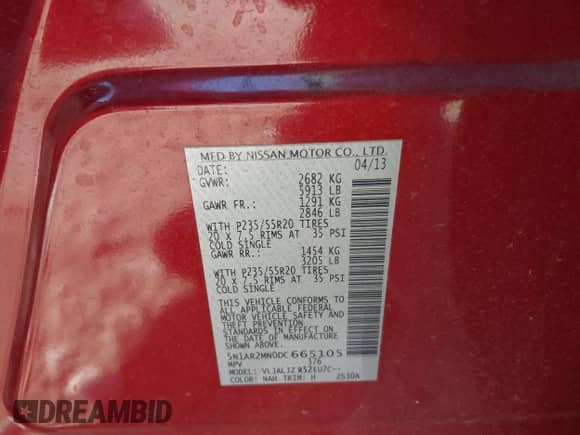 MFD BY NISSAN MOTOR CO., LTD.
DATE: 04/13
GVWR: 2682 KG
5913 LB
GAWR FR.: 1291 KG
2846 LB
WITH P235/55R20 TIRES
20 X 7.5 RIMS AT 35 PSI
COLD SINGLE
GAWR RR.: 1454 KG
3205 LB
WITH P235/55R20 TIRES
20 X 7.5 RIMS AT 35 PSI
COLD SINGLE
THIS VEHICLE CONFORMS TO
ALL APPLICABLE FEDERAL
MOTOR VEHICLE SAFETY AND
THEFT PREVENTION
STANDARDS IN EFFECT ON
THE DATE OF MANUFACTURE
SHOWN ABOVE.
5N1AR2MN0DC665105
MPV 376
MODEL: VLJALJZ R52EU7C--
COLOR: NAH TRIM: H 2530A
DREAMBID